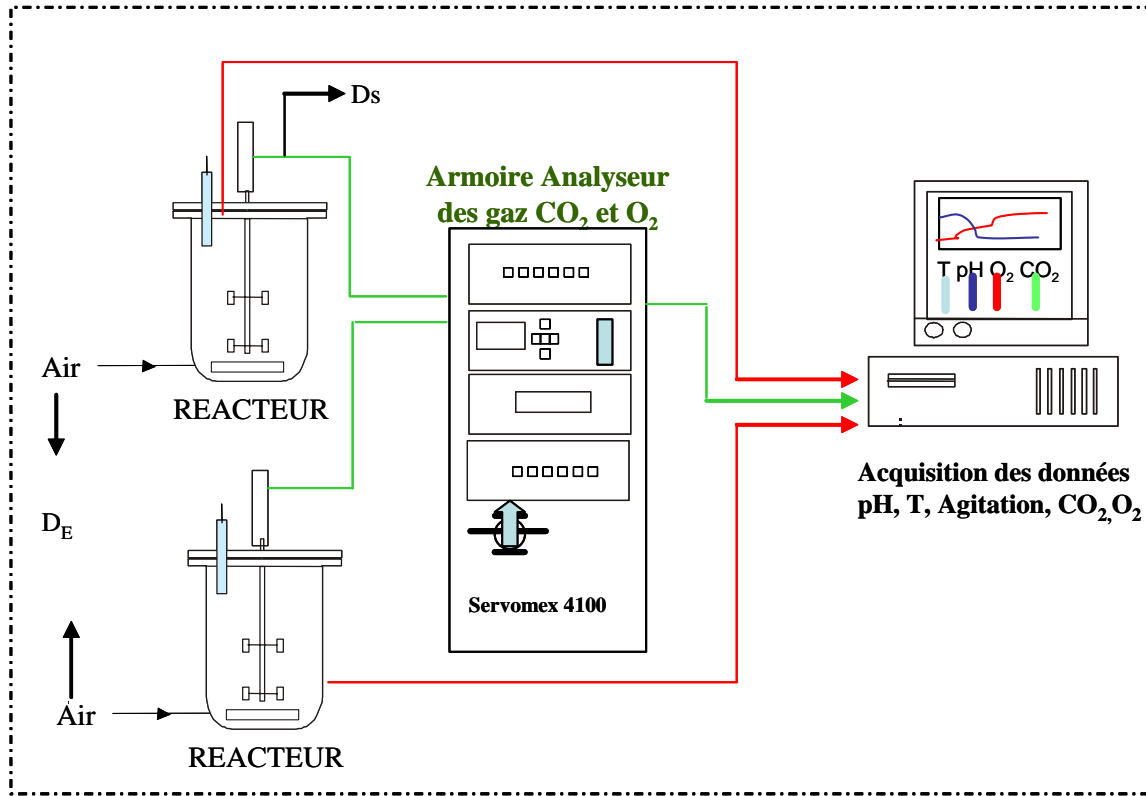 Ds
Armoire Analyseur
des gaz CO₂ et O₂
T pH O₂ CO₂
Air
REACTEUR
Acquisition des données
pH, T, Agitation, CO₂,O₂
D_E
Servomex 4100
Air
REACTEUR